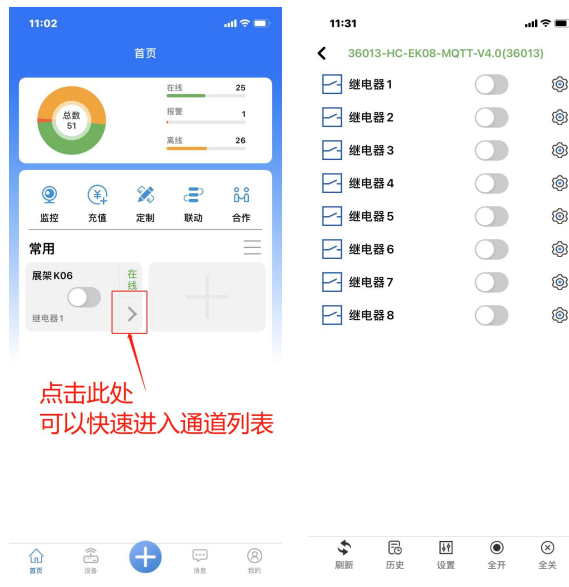 11:02
首页
总数
51
在线 25
报警 1
离线 26
监控 充值 定制 联动 合作
常用
展架K06
在线
继电器1
点击此处
可以快速进入通道列表
首页 设备 消息 我的
11:31
36013-HC-EK08-MQTT-V4.0(36013)
继电器1
继电器2
继电器3
继电器4
继电器5
继电器6
继电器7
继电器8
刷新 历史 设置 全开 全关